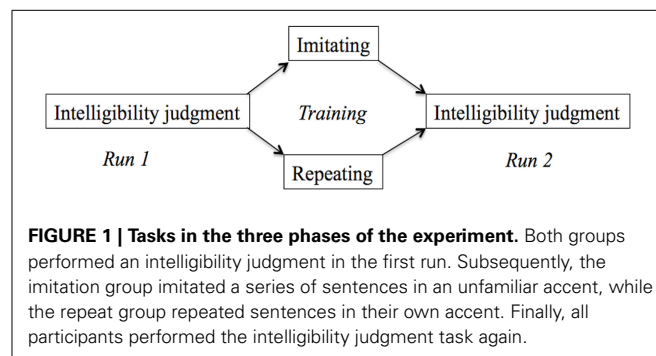 Imitating
Intelligibility judgment Training Intelligibility judgment
Run 1 Run 2
Repeating
FIGURE 1 | Tasks in the three phases of the experiment. Both groups
performed an intelligibility judgment in the first run. Subsequently, the
imitation group imitated a series of sentences in an unfamiliar accent, while
the repeat group repeated sentences in their own accent. Finally, all
participants performed the intelligibility judgment task again.